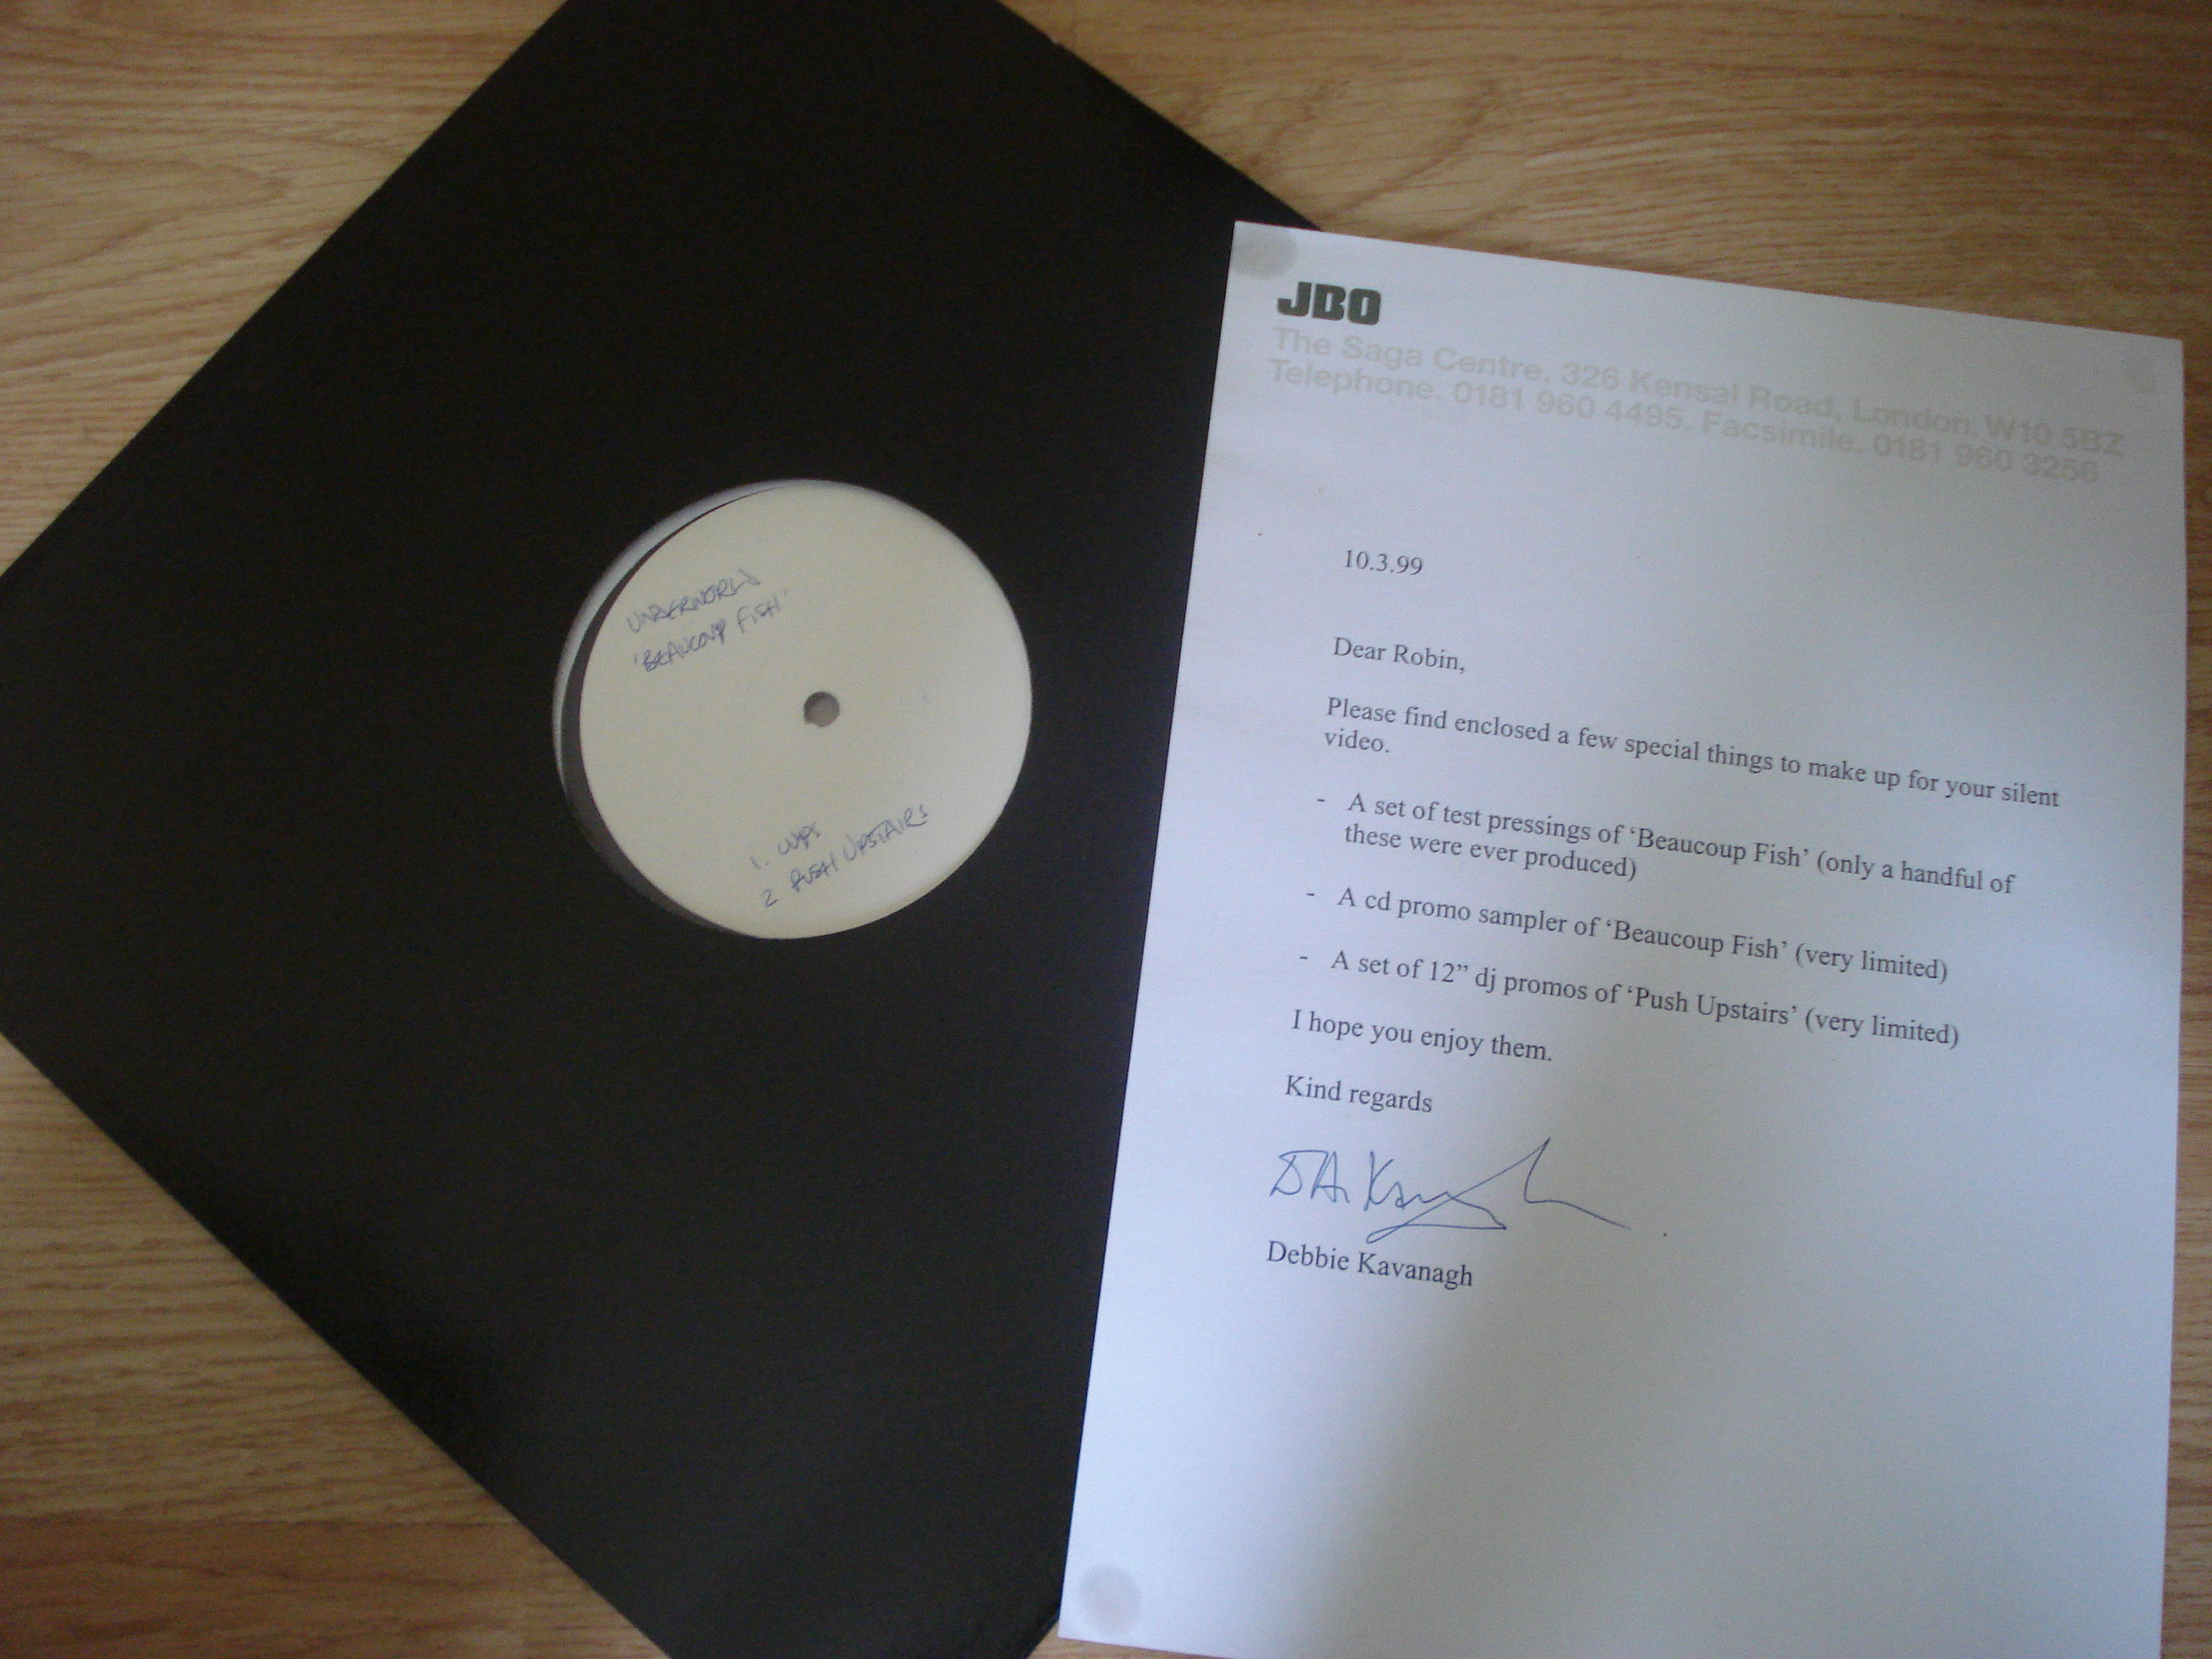 UNDERWORLD
'BEAUCOUP FISH'
1. CUPS
2 PUSH UPSTAIRS
JBO
The Saga Centre, 326 Kensal Road, London. W10 5BZ
Telephone. 0181 960 4495. Facsimile. 0181 960 3256
10.3.99
Dear Robin,
Please find enclosed a few special things to make up for your silent
video.
- A set of test pressings of ‘Beaucoup Fish’ (only a handful of
these were ever produced)
- A cd promo sampler of ‘Beaucoup Fish’ (very limited)
- A set of 12” dj promos of ‘Push Upstairs’ (very limited)
I hope you enjoy them.
Kind regards
Debbie Kavanagh